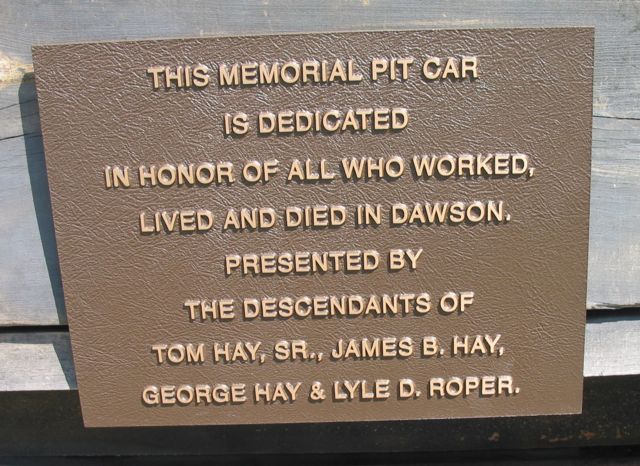 THIS MEMORIAL PIT CAR
IS DEDICATED
IN HONOR OF ALL WHO WORKED,
LIVED AND DIED IN DAWSON.
PRESENTED BY
THE DESCENDANTS OF
TOM HAY, SR., JAMES B. HAY,
GEORGE HAY & LYLE D. ROPER.